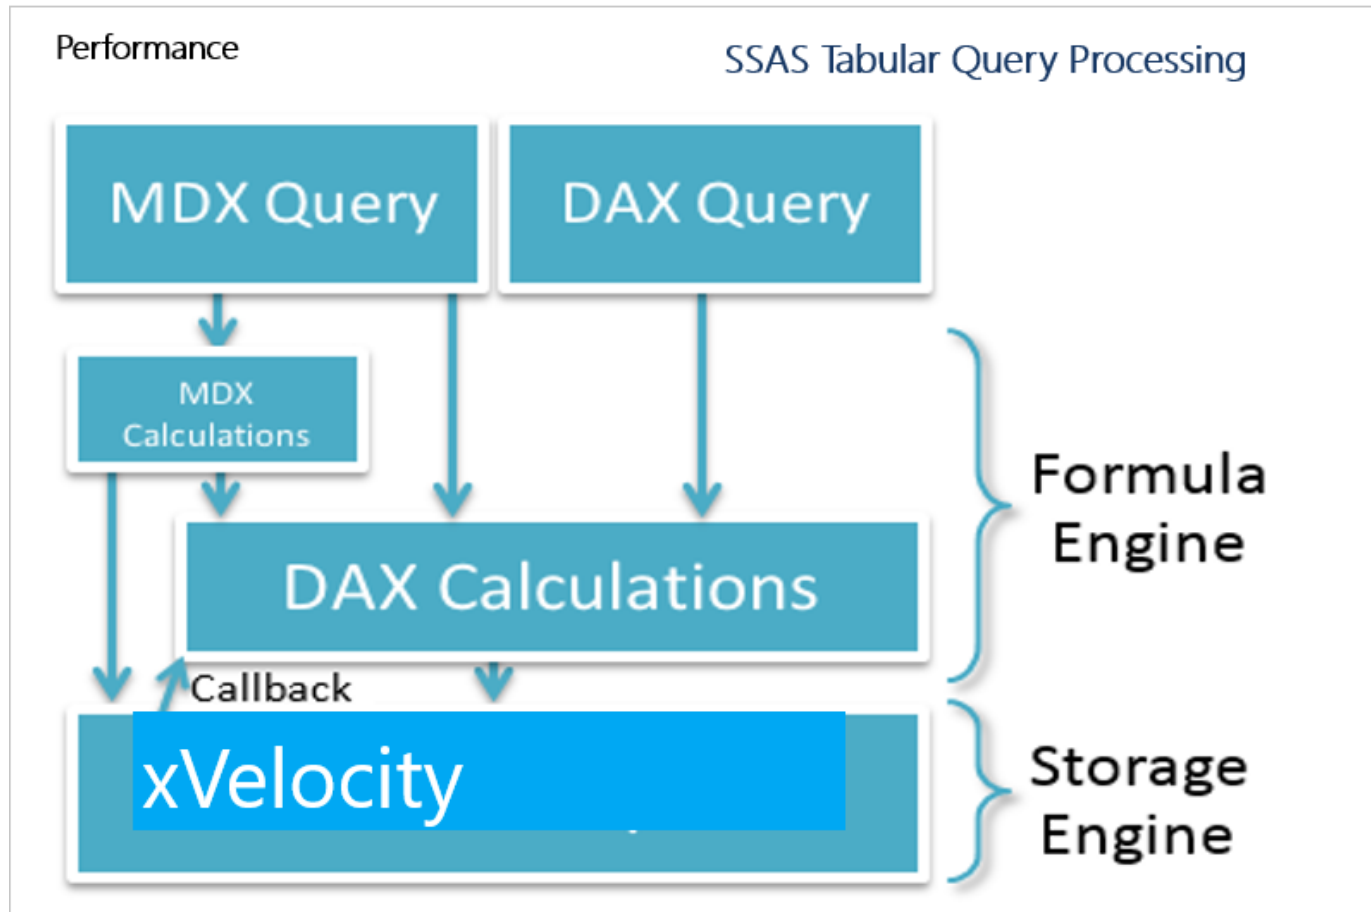 Performance
SSAS Tabular Query Processing
MDX Query
DAX Query
MDX
Calculations
Formula
Engine
DAX Calculations
Callback
xVelocity
Storage
Engine